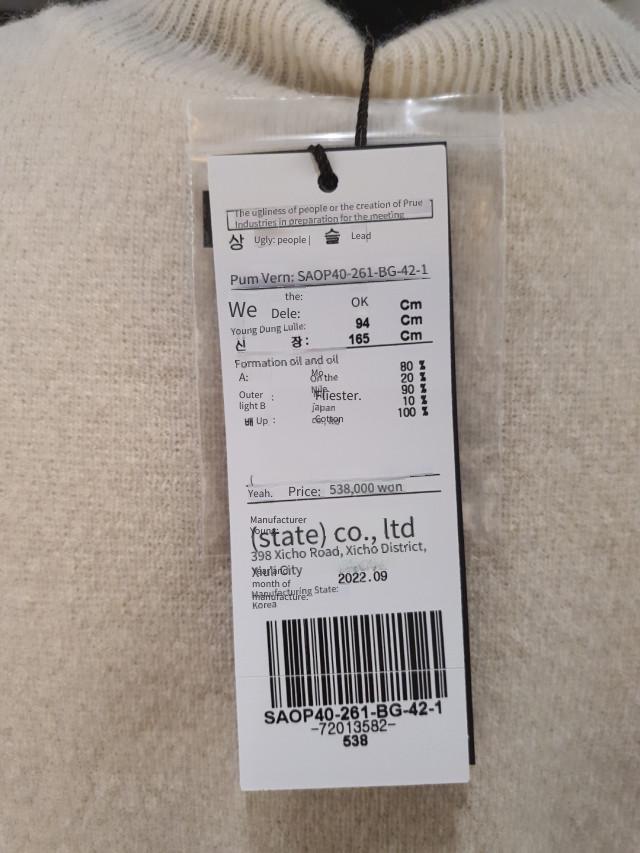 The ugliness of people or the creation of Prue
Industries in preparation for the meeting
상 Ugly: people | 슬 Lead
Pum Vern: SAOP40-261-BG-42-1
the: OK Cm
We Dele: 94 Cm
Young Dung Lulle:
신 장: 165 Cm
Formation oil and oil
A: 80 %
On the 20 %
Outer light B : 90 %
japan 10 %
배 Up : Cotton 100 %
Yeah. Price: 538,000 won
Manufacturer
(state) co., ltd
398 Xicho Road, Xicho District,
City
month of 2022.09
Manufacturing State:
manufacture:
Korea
SAOP40-261-BG-42-1
-72013582-
538